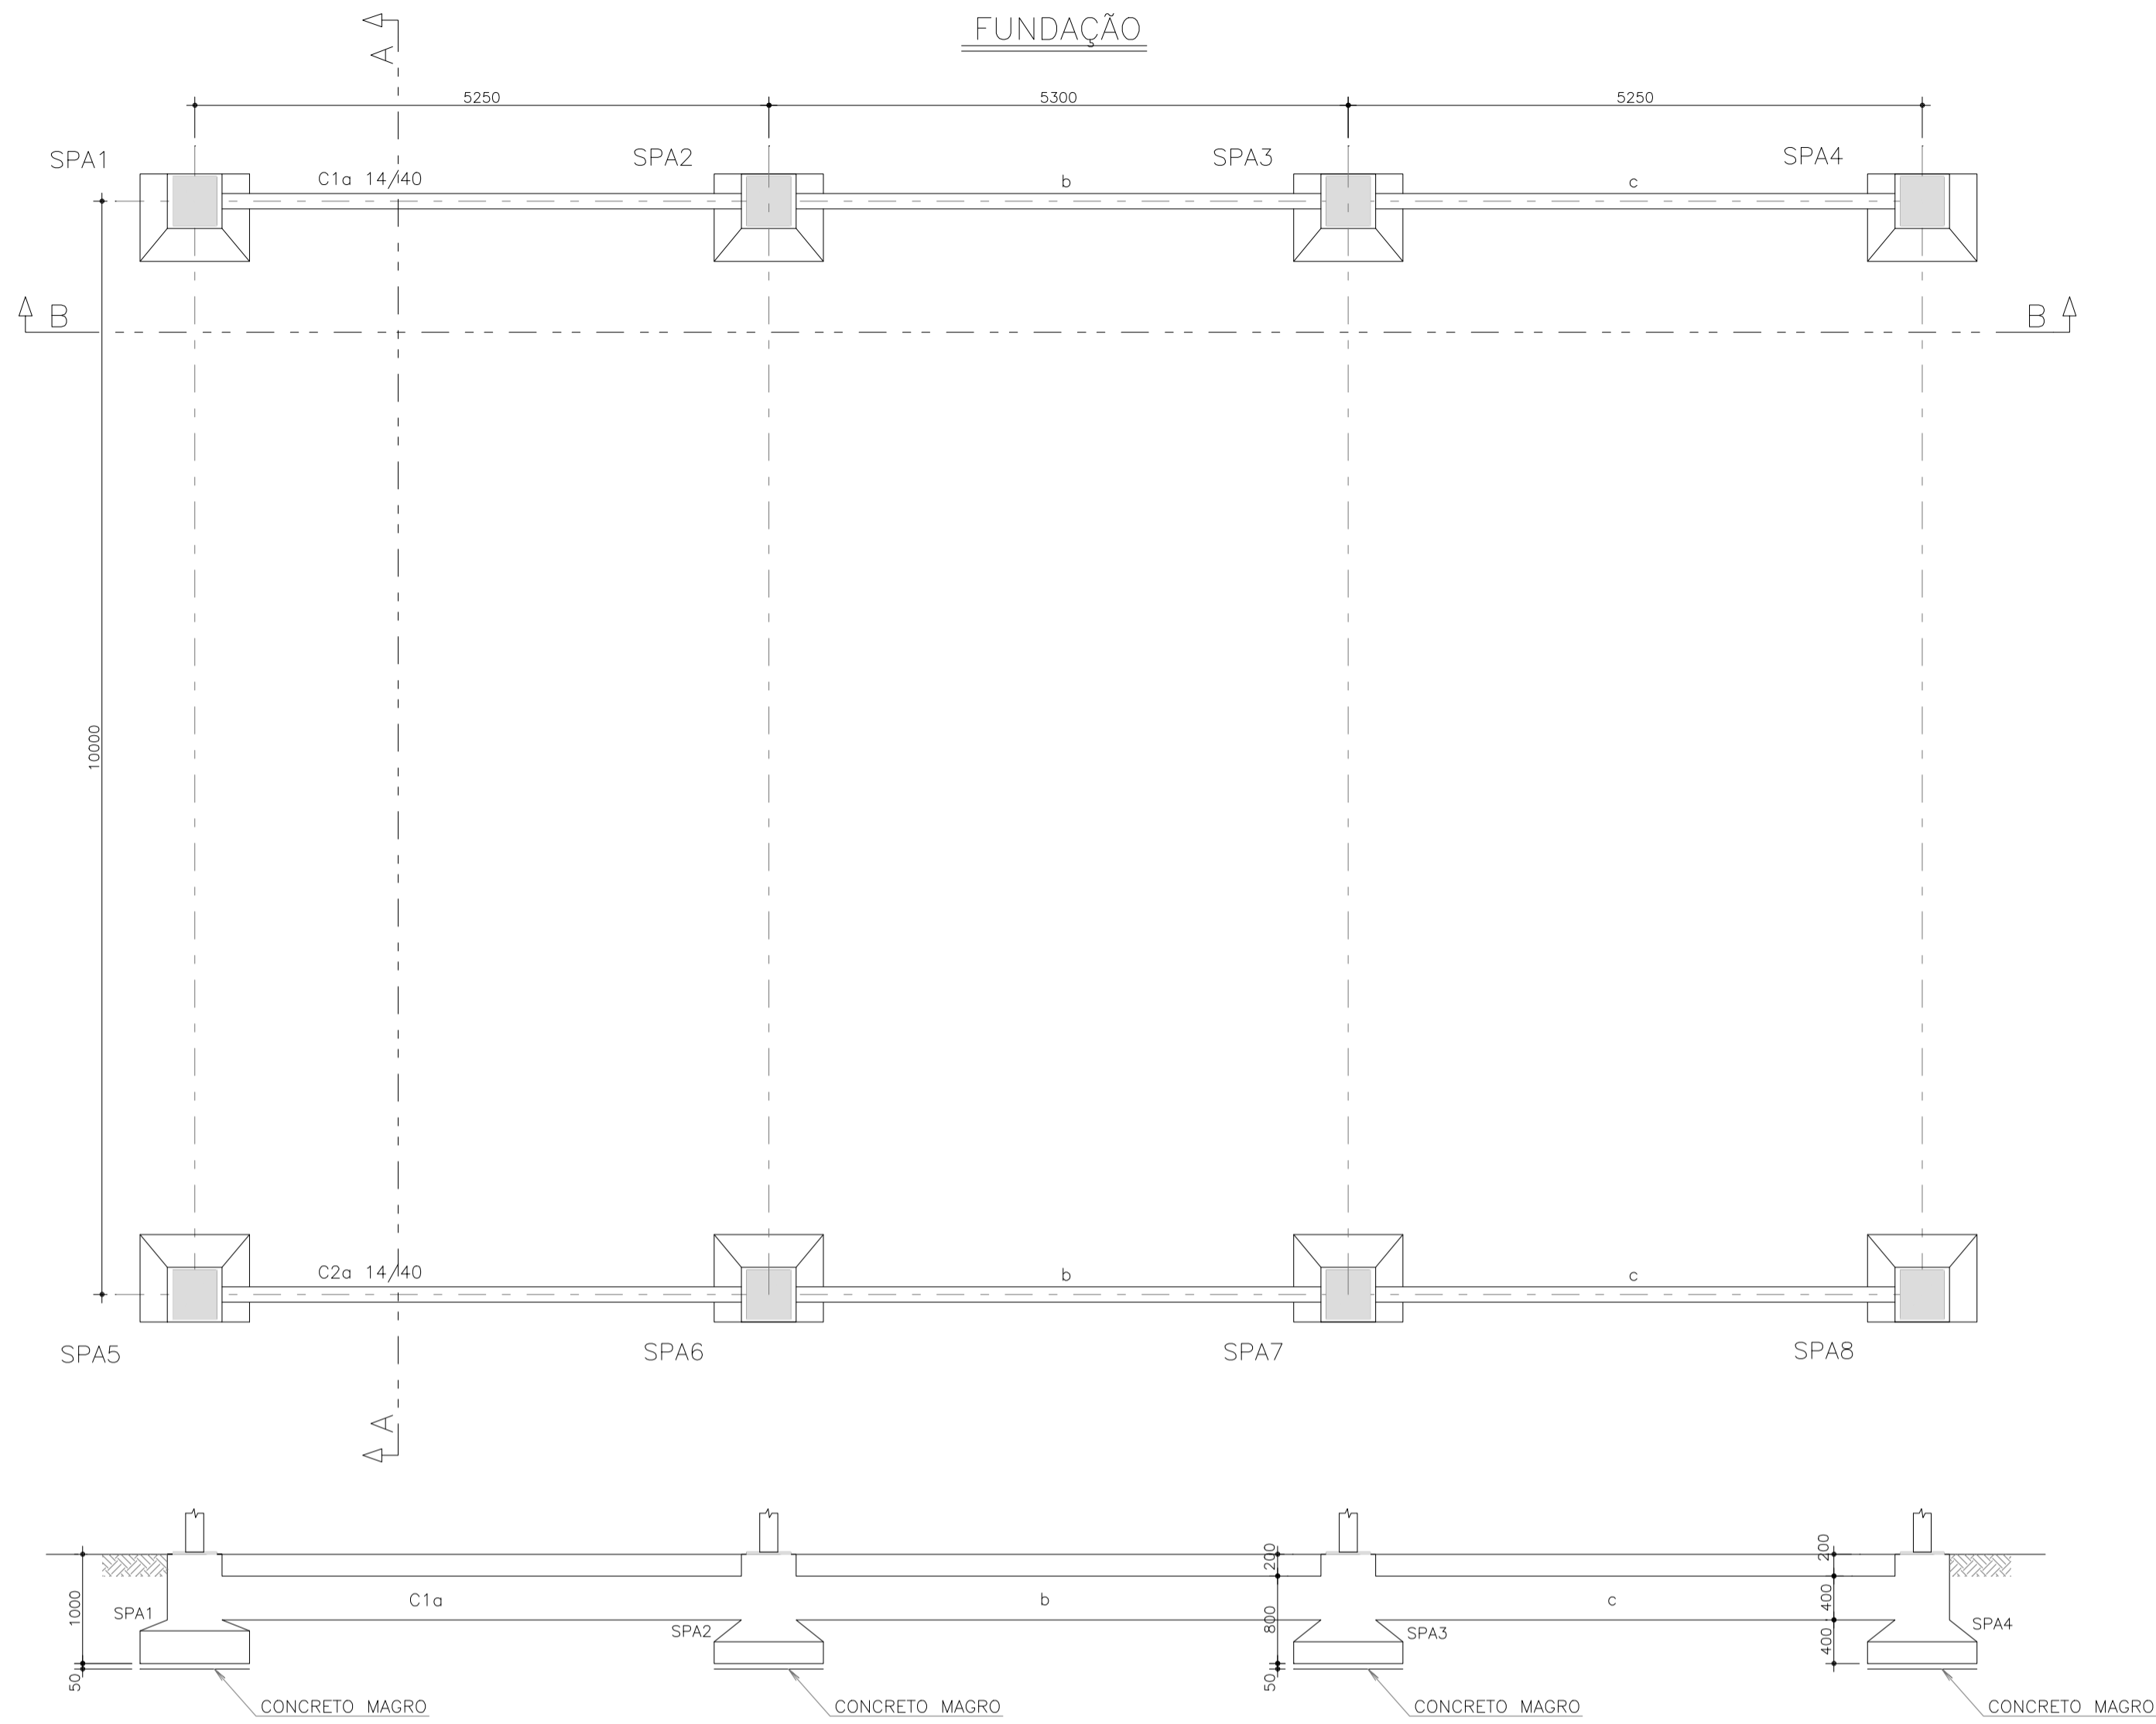 FUNDAÇÃO
A
5250 5300 5250
SPA1 SPA2 SPA3 SPA4
C1a 14/40 b c
B B
10000
C2a 14/40 b c
SPA5 SPA6 SPA7 SPA8
A
200 200
1000 C1a b 800 c 400
SPA1 SPA2 SPA3 SPA4
400
50 50
CONCRETO MAGRO CONCRETO MAGRO CONCRETO MAGRO CONCRETO MAGRO